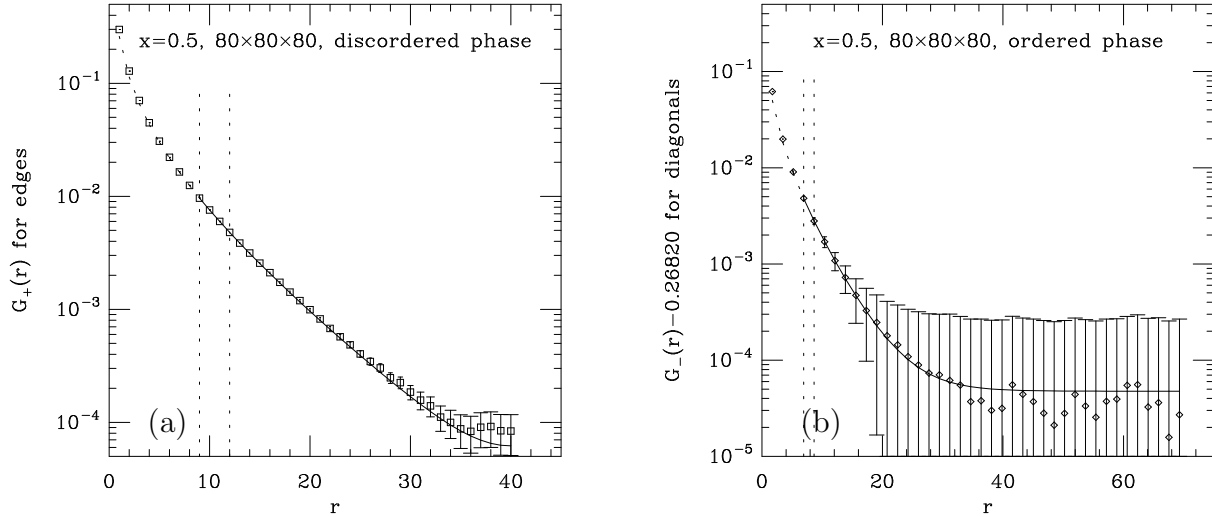 x=0.5, 80×80×80, discordered phase
G₊(r) for edges
10⁻¹
10⁻²
10⁻³
10⁻⁴
(a)
0
10
20
30
40
r
x=0.5, 80×80×80, ordered phase
G₋(r)−0.26820 for diagonals
10⁻¹
10⁻²
10⁻³
10⁻⁴
10⁻⁵
(b)
0
20
40
60
r